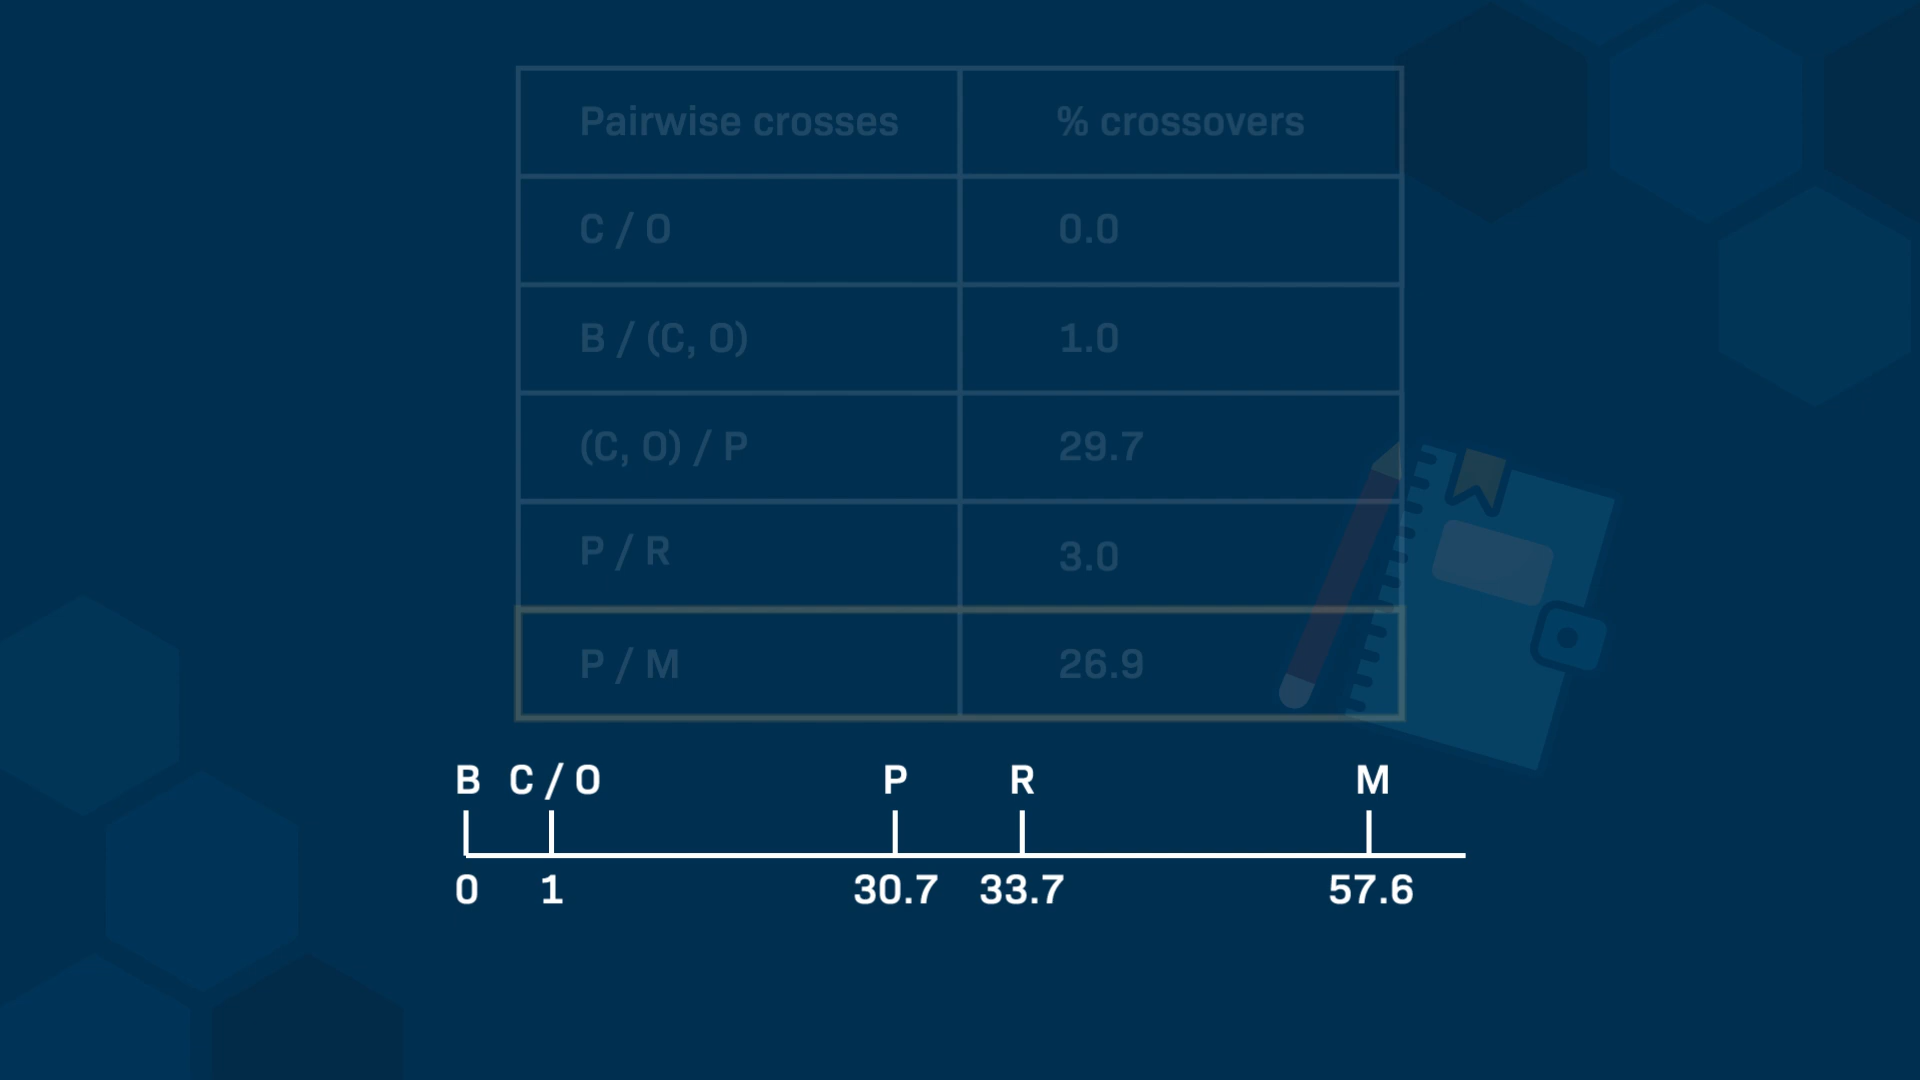 Pairwise crosses % crossovers
C / O 0.0
B / (C, O) 1.0
(C, O) / P 29.7
P / R 3.0
P / M 26.9
B C / O P R M
0 1 30.7 33.7 57.6